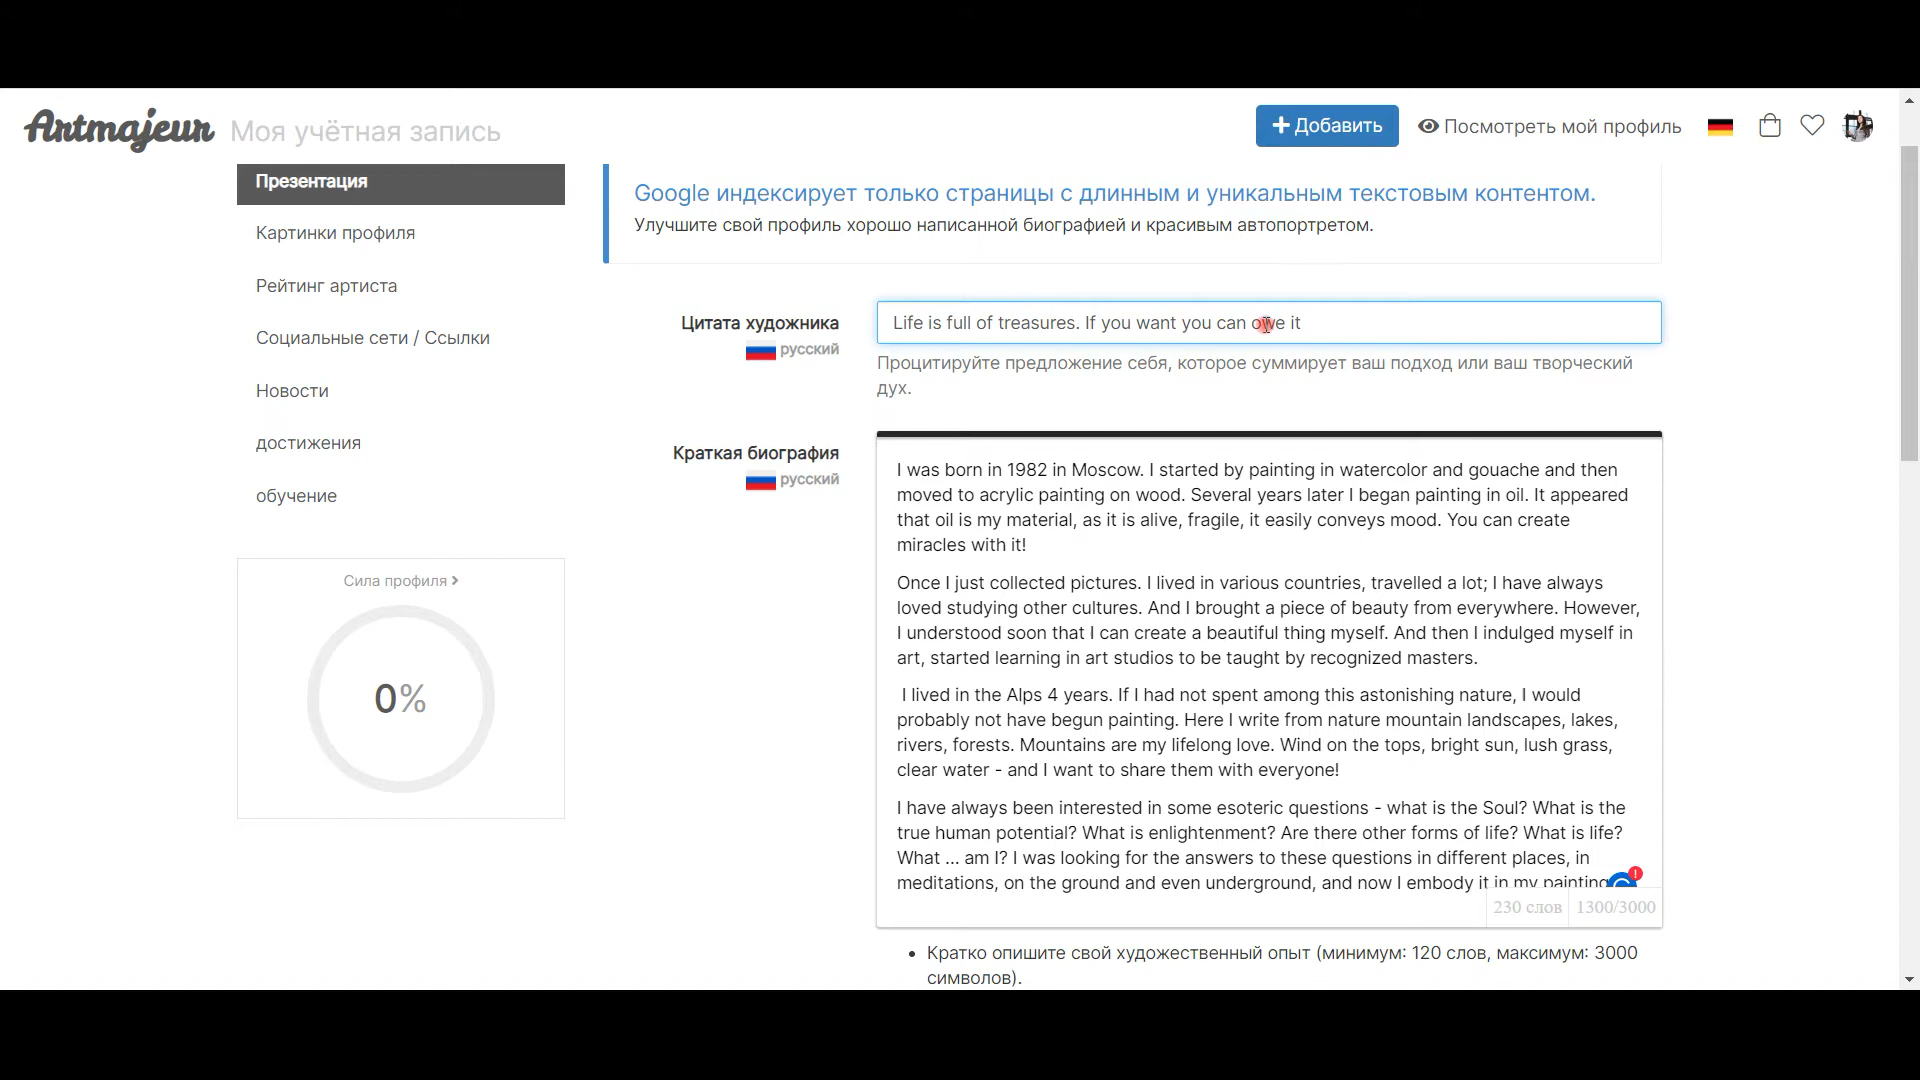 Artmajeur Моя учётная запись
Добавить
Посмотреть мой профиль
Презентация
Картинки профиля
Рейтинг артиста
Социальные сети / Ссылки
Новости
достижения
обучение
Сила профиля
0%
Google индексирует только страницы с длинным и уникальным текстовым контентом.
Улучшите свой профиль хорошо написанной биографией и красивым автопортретом.
Цитата художника
русский
Life is full of treasures. If you want you can owe it
Процитируйте предложение себя, которое суммирует ваш подход или ваш творческий
дух.
Краткая биография
русский
I was born in 1982 in Moscow. I started by painting in watercolor and gouache and then
moved to acrylic painting on wood. Several years later I began painting in oil. It appeared
that oil is my material, as it is alive, fragile, it easily conveys mood. You can create
miracles with it!
Once I just collected pictures. I lived in various countries, travelled a lot; I have always
loved studying other cultures. And I brought a piece of beauty from everywhere. However,
I understood soon that I can create a beautiful thing myself. And then I indulged myself in
art, started learning in art studios to be taught by recognized masters.
I lived in the Alps 4 years. If I had not spent among this astonishing nature, I would
probably not have begun painting. Here I write from nature mountain landscapes, lakes,
rivers, forests. Mountains are my lifelong love. Wind on the tops, bright sun, lush grass,
clear water - and I want to share them with everyone!
I have always been interested in some esoteric questions - what is the Soul? What is the
true human potential? What is enlightenment? Are there other forms of life? What is life?
What ... am I? I was looking for the answers to these questions in different places, in
meditations, on the ground and even underground, and now I embody it in my painting
230 слов 1300/3000
Кратко опишите свой художественный опыт (минимум: 120 слов, максимум: 3000
символов).